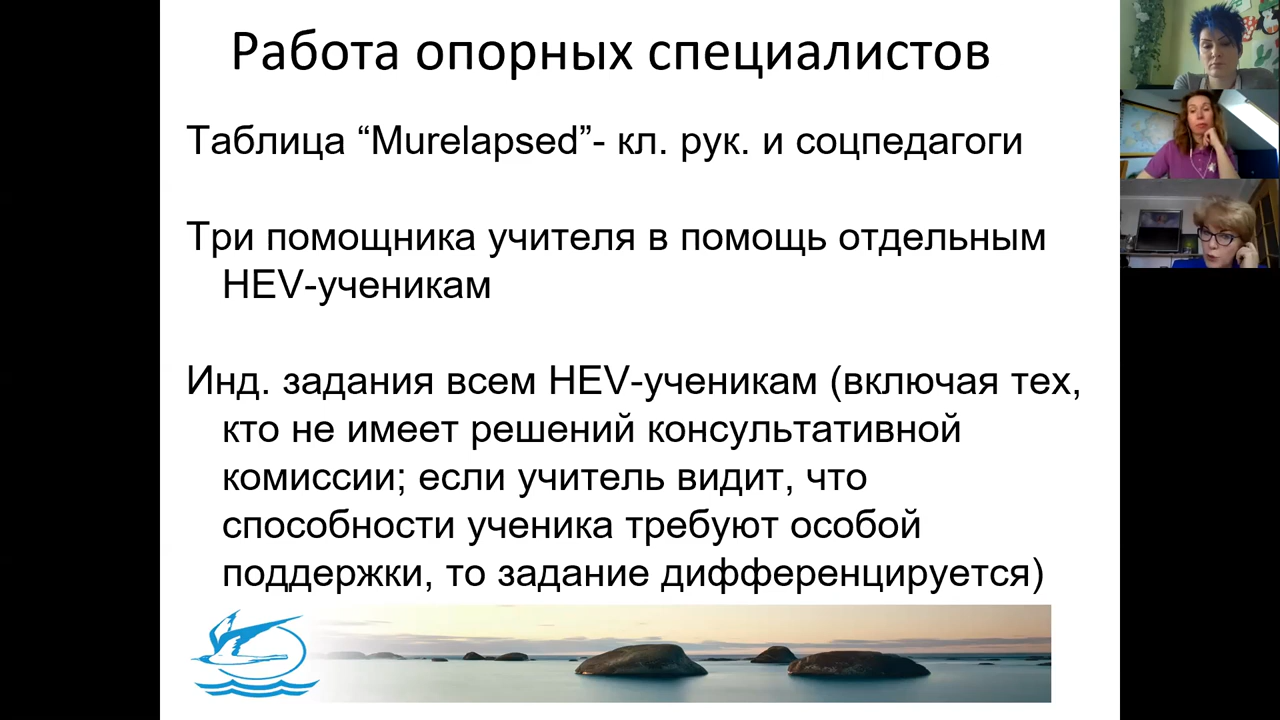 Работа опорных специалистов
Таблица “Murelapsed”- кл. рук. и соцпедагоги
Три помощника учителя в помощь отдельным
HEV-ученикам
Инд. задания всем HEV-ученикам (включая тех,
кто не имеет решений консультативной
комиссии; если учитель видит, что
способности ученика требуют особой
поддержки, то задание дифференцируется)